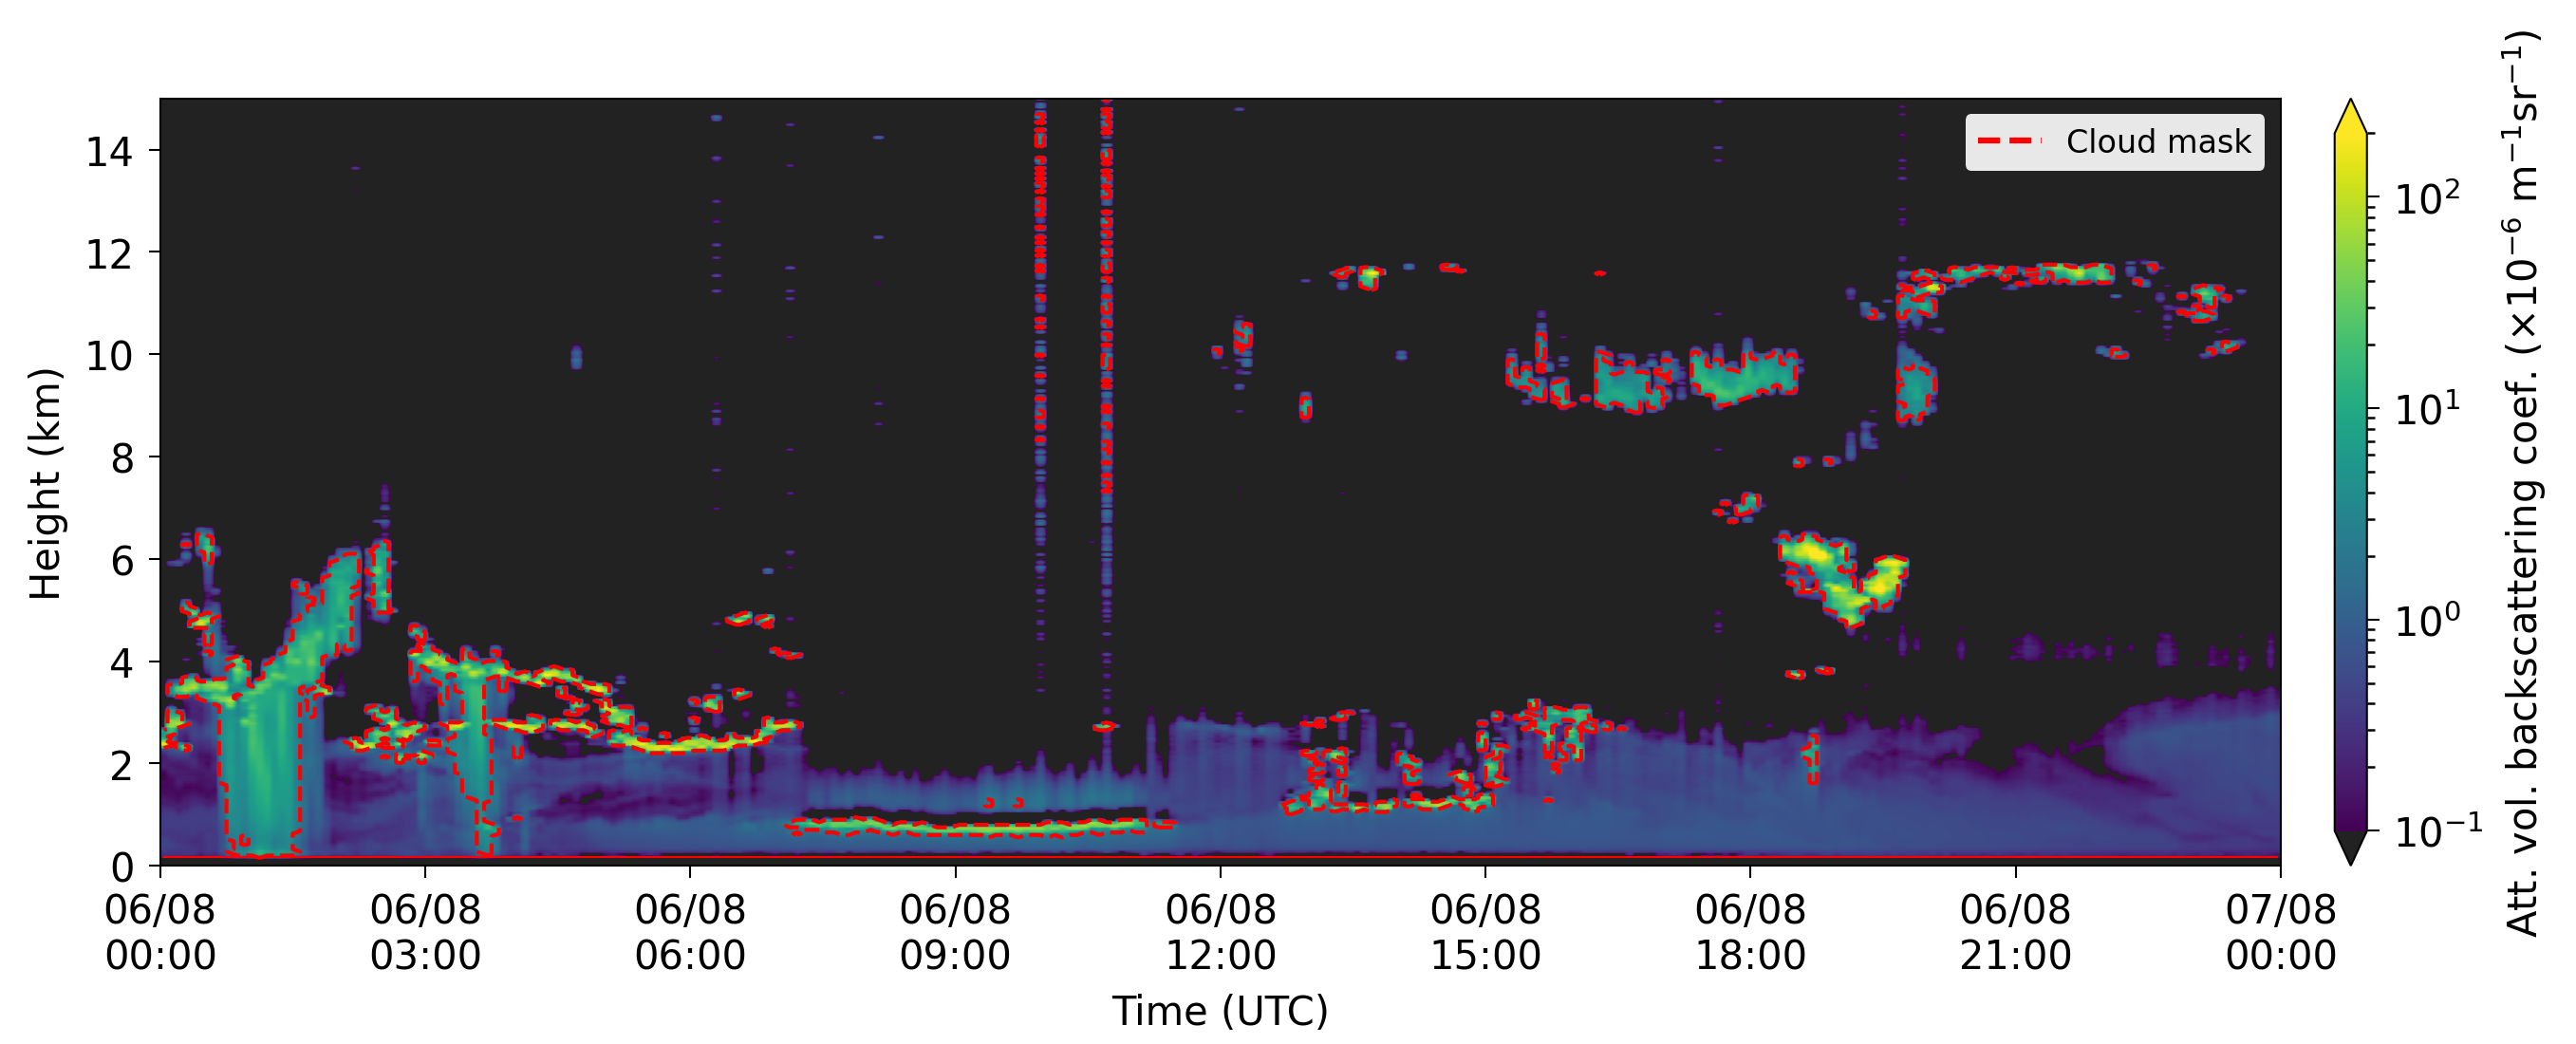 Cloud mask
14
12
10
8
6
4
2
0
Height (km)
06/08 06/08 06/08 06/08 06/08 06/08 06/08 06/08 07/08
00:00 03:00 06:00 09:00 12:00 15:00 18:00 21:00 00:00
Time (UTC)
10²
10¹
10⁰
10⁻¹
Att. vol. backscattering coef. (×10⁻⁶ m⁻¹sr⁻¹)